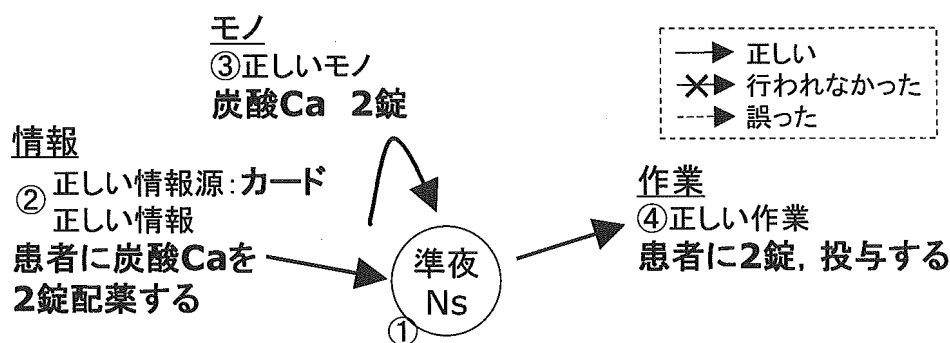 モノ
③正しいモノ
炭酸Ca 2錠
正しい
行われなかった
誤った
情報
② 正しい情報源:カード
正しい情報
患者に炭酸Caを
2錠配薬する
準夜
Ns
①
作業
④正しい作業
患者に2錠, 投与する